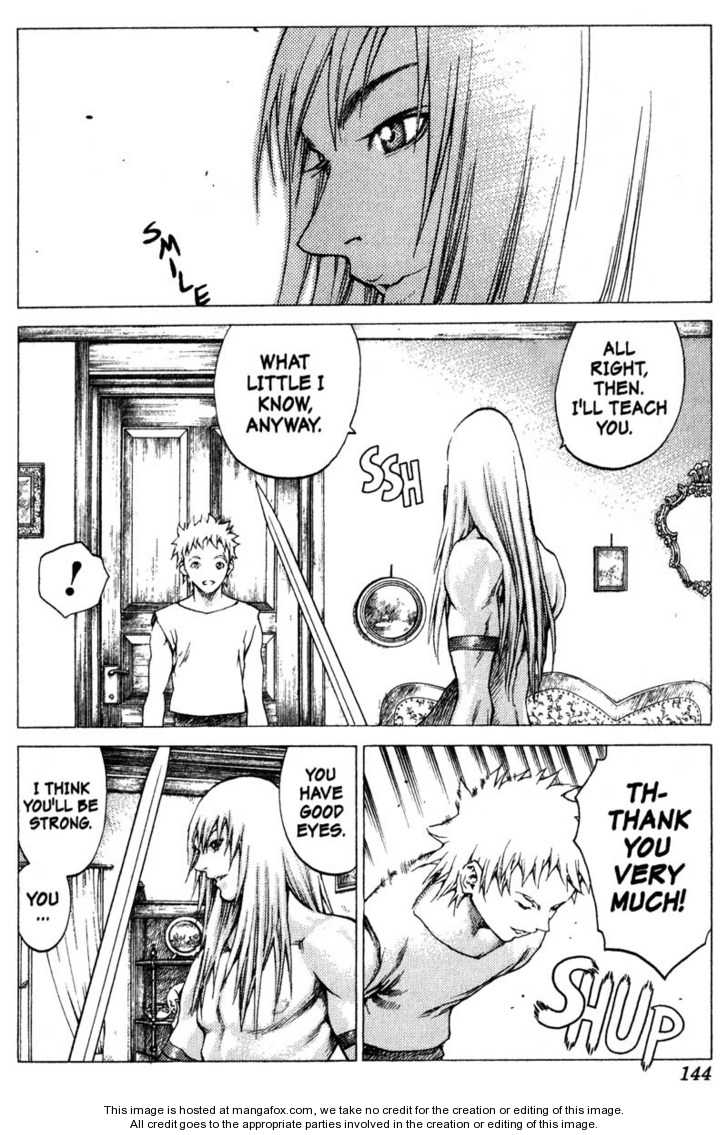 SMILE
ALL
RIGHT,
THEN.
I'LL TEACH
YOU.
WHAT
LITTLE I
KNOW,
ANYWAY.
SSH
!
TH-
THANK
YOU
VERY
MUCH!
SHUP
YOU
HAVE
GOOD
EYES.
I THINK
YOU'LL BE
STRONG.
YOU
...
144
This image is hosted at mangafox.com, we take no credit for the creation or editing of this image.
All credit goes to the appropriate parties involved in the creation or editing of this image.